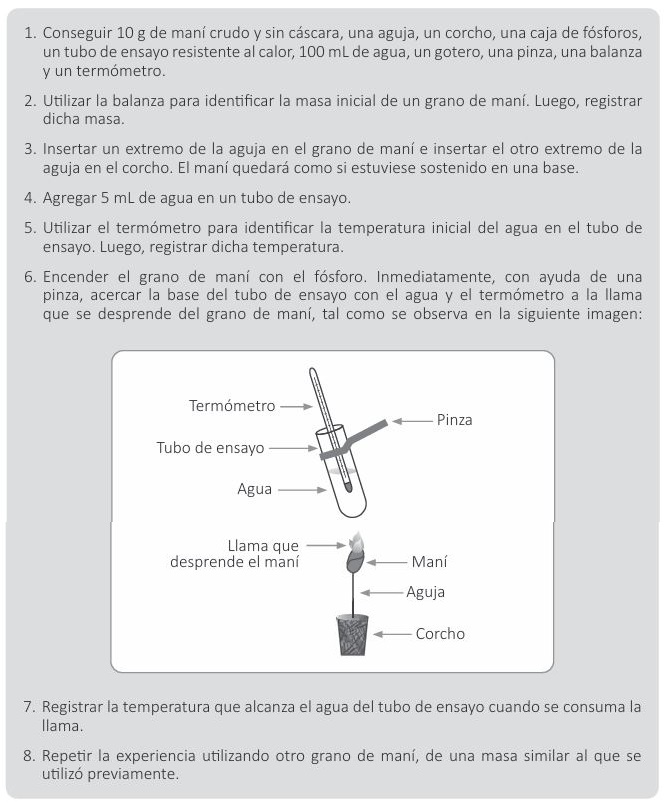 1. Conseguir 10 g de maní crudo y sin cáscara, una aguja, un corcho, una caja de fósforos,
un tubo de ensayo resistente al calor, 100 mL de agua, un gotero, una pinza, una balanza
y un termómetro.
2. Utilizar la balanza para identificar la masa inicial de un grano de maní. Luego, registrar
dicha masa.
3. Insertar un extremo de la aguja en el grano de maní e insertar el otro extremo de la
aguja en el corcho. El maní quedará como si estuviese sostenido en una base.
4. Agregar 5 mL de agua en un tubo de ensayo.
5. Utilizar el termómetro para identificar la temperatura inicial del agua en el tubo de
ensayo. Luego, registrar dicha temperatura.
6. Encender el grano de maní con el fósforo. Inmediatamente, con ayuda de una
pinza, acercar la base del tubo de ensayo con el agua y el termómetro a la llama
que se desprende del grano de maní, tal como se observa en la siguiente imagen:
Termómetro
Pinza
Tubo de ensayo
Agua
Llama que
desprende el maní
Maní
Aguja
Corcho
7. Registrar la temperatura que alcanza el agua del tubo de ensayo cuando se consuma la
llama.
8. Repetir la experiencia utilizando otro grano de maní, de una masa similar al que se
utilizó previamente.